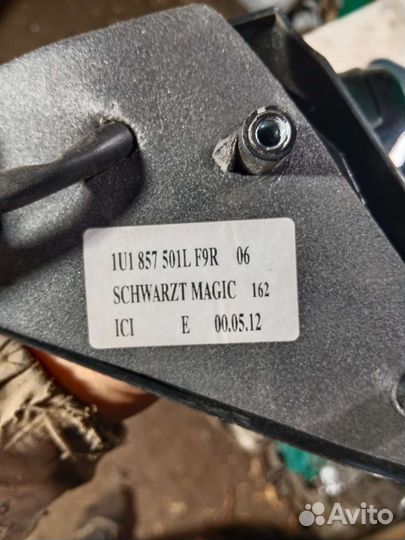 1U1 857 501L F9R 06
SCHWARZT MAGIC 162
ICI E 00.05.12
Avito